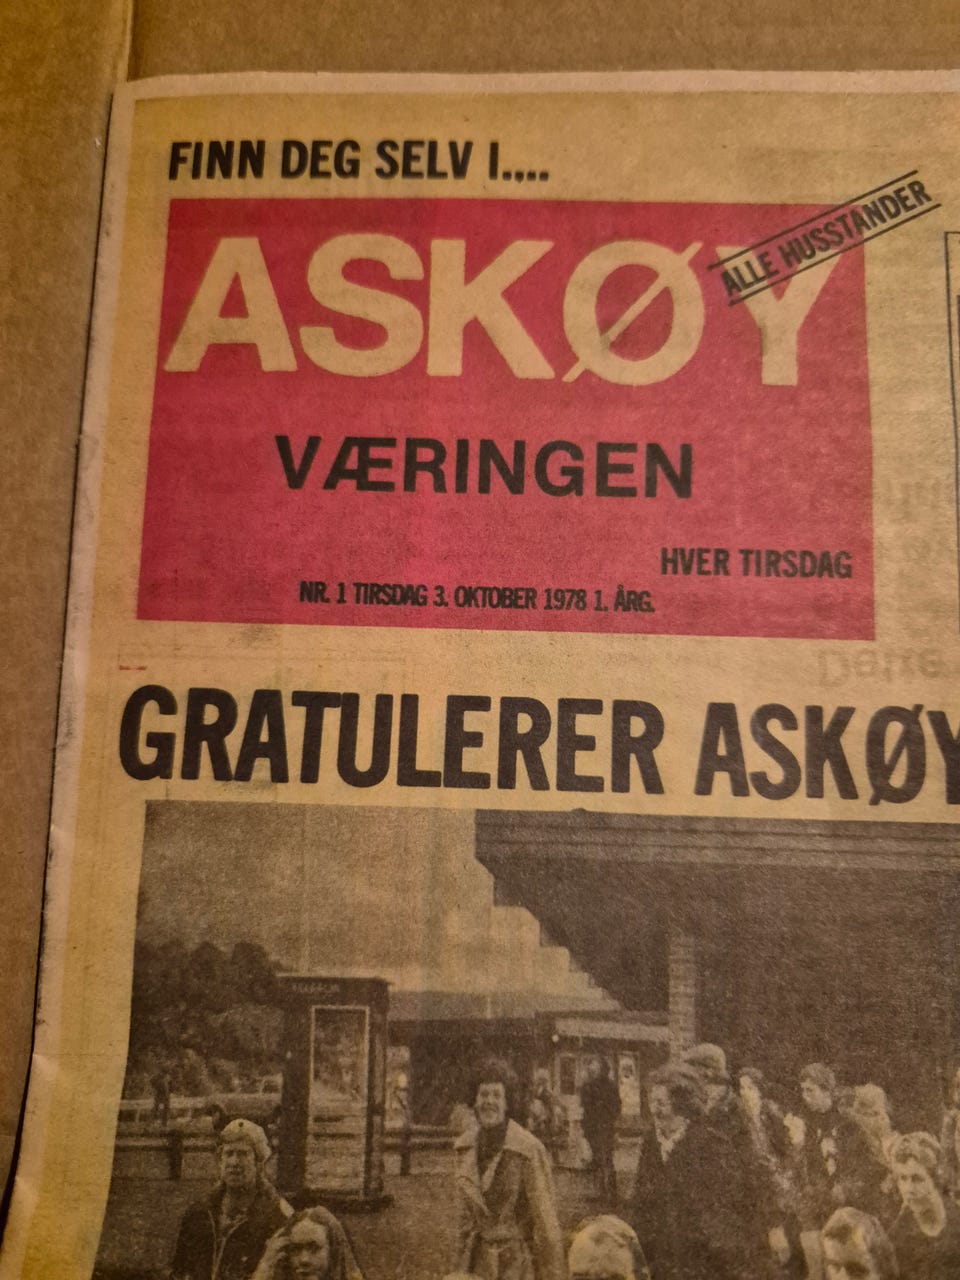 FINN DEG SELV I.....
ALLE HUSSTANDER
ASKØY
VÆRINGEN
HVER TIRSDAG
NR. 1 TIRSDAG 3. OKTOBER 1978 1. ÅRG.
GRATULERER ASKØY